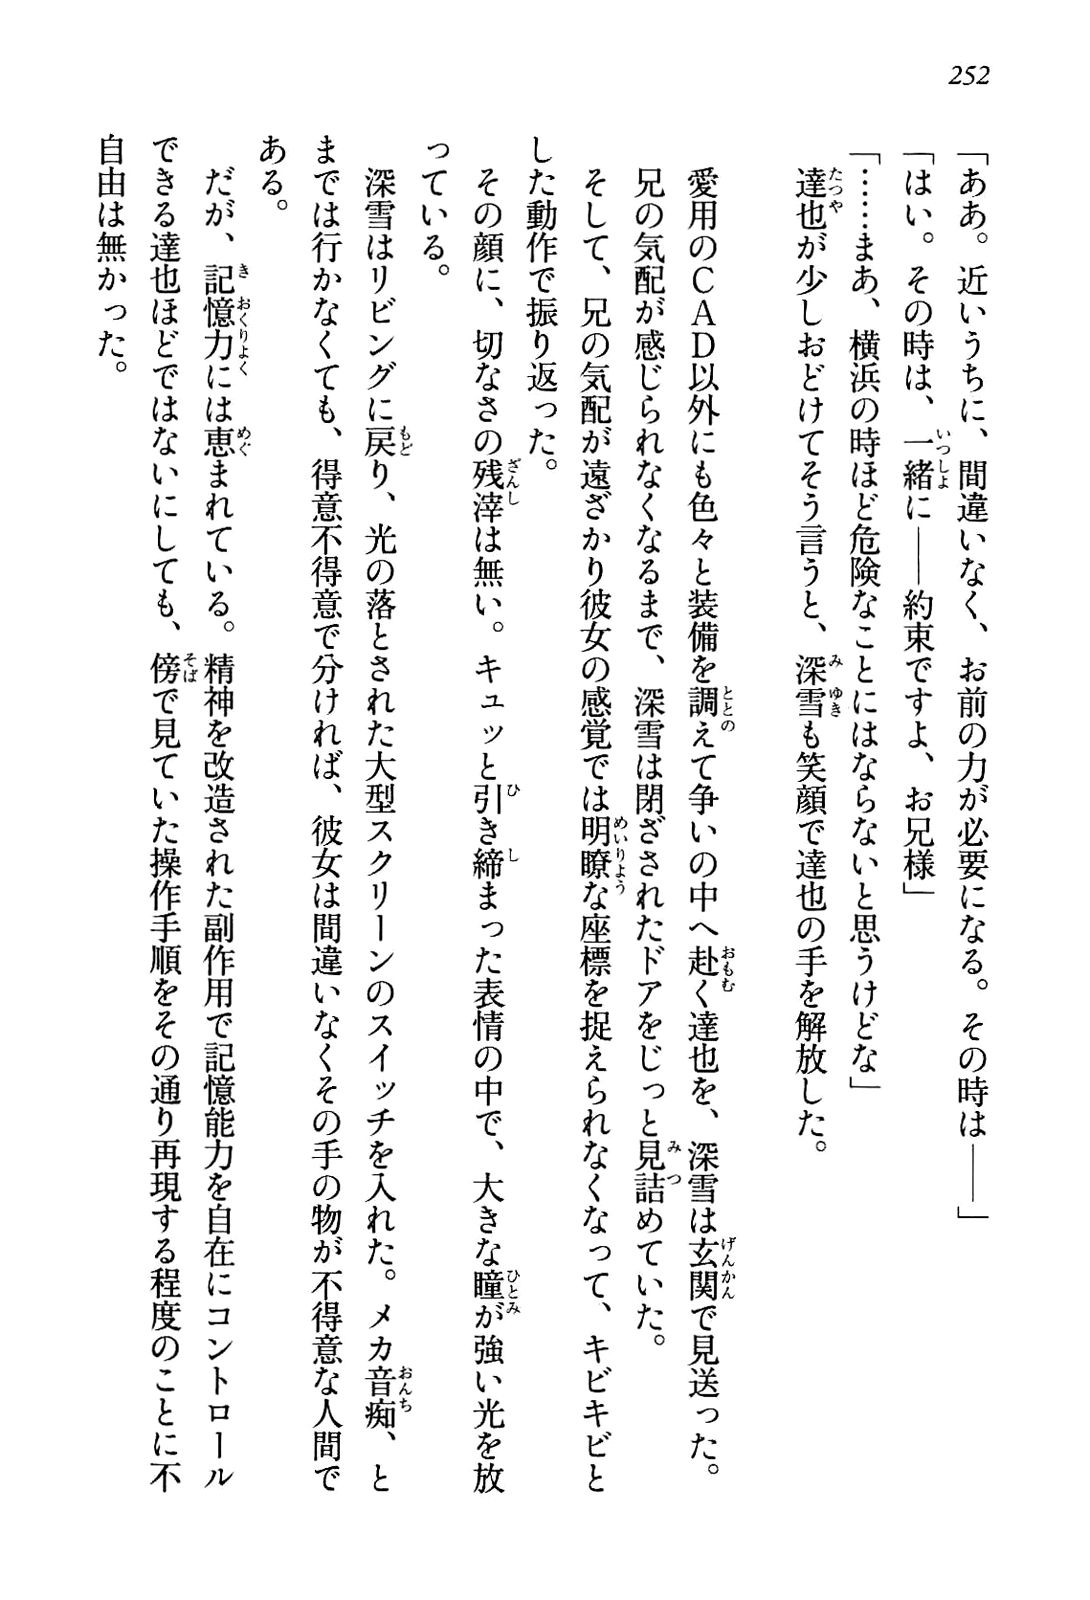 252
「ああ。近いうちに、間違いなく、お前の力が必要になる。その時は――」
「はい。その時は、一緒に――約束ですよ、お兄様」
「……まあ、横浜の時ほど危険なことにはならないと思うけどな」
達也が少しおどけてそう言うと、深雪も笑顔で達也の手を解放した。
愛用のCAD以外にも色々と装備を調えて争いの中へ赴く達也を、深雪は玄関で見送った。
兄の気配が感じられなくなるまで、深雪は閉ざされたドアをじっと見詰めていた。
そして、兄の気配が遠ざかり彼女の感覚では明瞭な座標を捉えられなくなって、キビキビと
した動作で振り返った。
その顔に、切なさの残滓は無い。キュッと引き締まった表情の中で、大きな瞳が強い光を放
っている。
深雪はリビングに戻り、光の落とされた大型スクリーンのスイッチを入れた。メカ音痴、と
までは行かなくても、得意不得意で分ければ、彼女は間違いなくその手の物が不得意な人間で
ある。
だが、記憶力には恵まれている。精神を改造された副作用で記憶能力を自在にコントロール
できる達也ほどではないにしても、傍で見ていた操作手順をその通り再現する程度のことに不
自由は無かった。